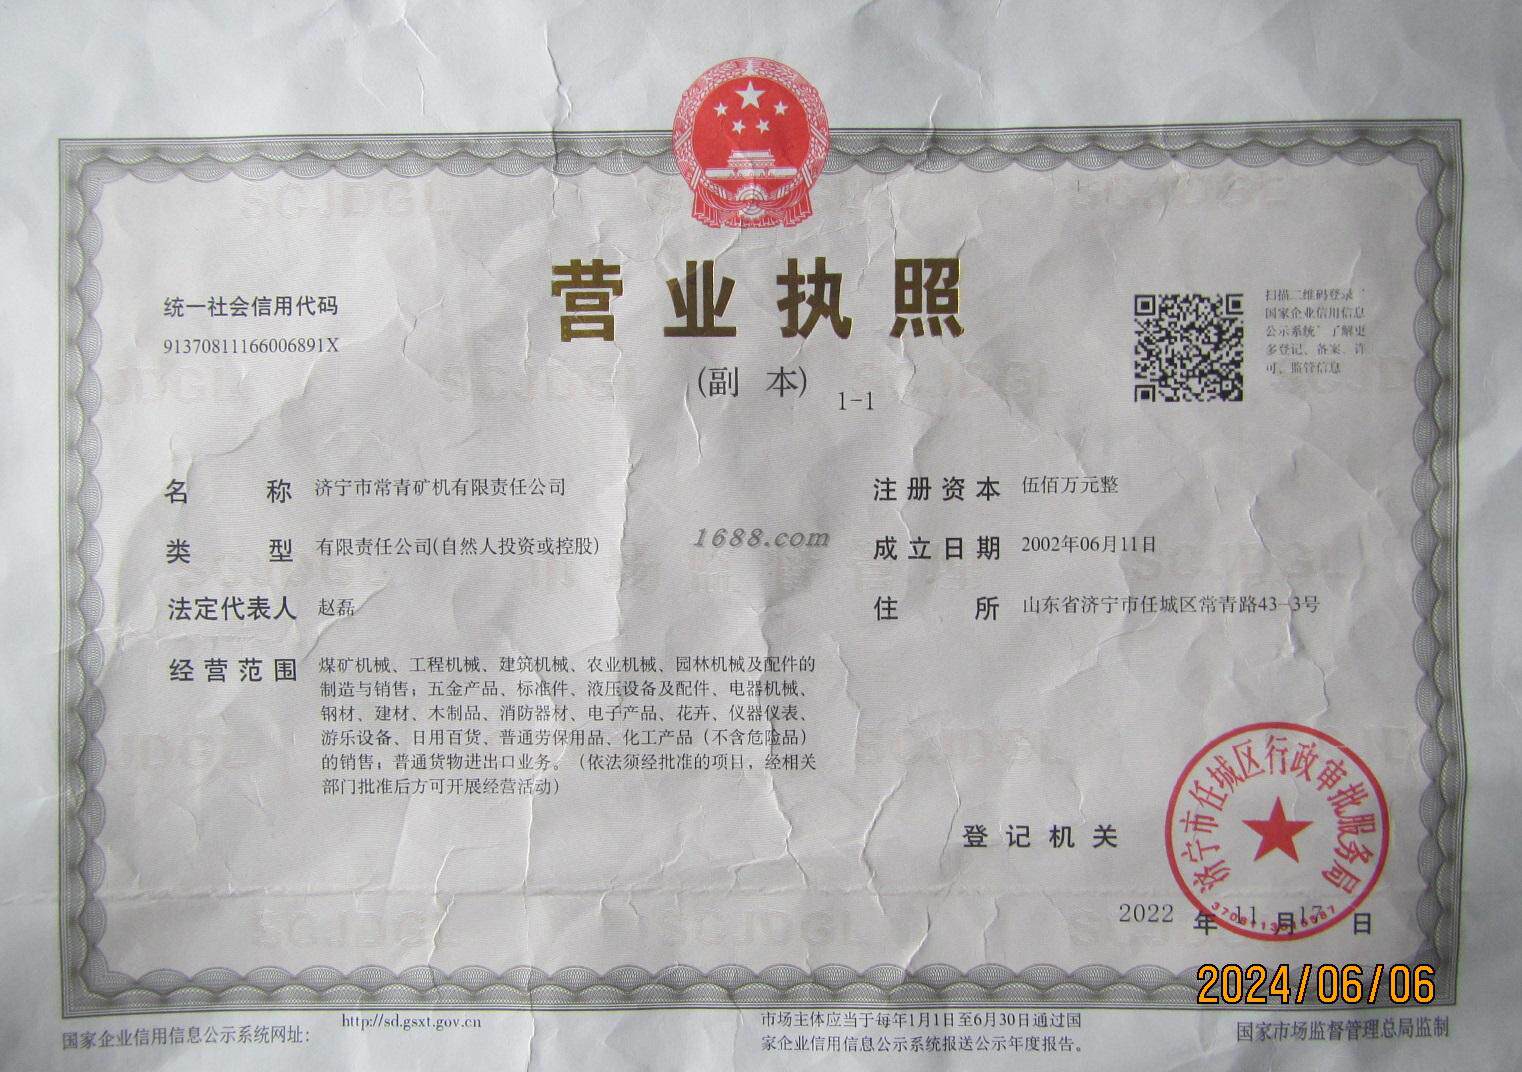 营业执照
(副 本)
1-1
统一社会信用代码
91370811166006891X
扫描二维码登录“
国家企业信用信息
公示系统”了解更
多登记、备案、许
可、监管信息
名 称 济宁市常青矿机有限责任公司
类 型 有限责任公司(自然人投资或控股)
法定代表人 赵磊
经营范围 煤矿机械、工程机械、建筑机械、农业机械、园林机械及配件的
制造与销售；五金产品、标准件、液压设备及配件、电器机械、
钢材、建材、木制品、消防器材、电子产品、花卉、仪器仪表、
游乐设备、日用百货、普通劳保用品、化工产品（不含危险品）
的销售；普通货物进出口业务。（依法须经批准的项目，经相关
部门批准后方可开展经营活动）
注册资本 伍佰万元整
成立日期 2002年06月11日
住 所 山东省济宁市任城区常青路43-3号
1688.com
登记机关
济宁市任城区行政审批服务局
2022 年 11 月 17 日
2024/06/06
国家企业信用信息公示系统网址：
http://sd.gsxt.gov.cn
市场主体应当于每年1月1日至6月30日通过国
家企业信用信息公示系统报送公示年度报告。
国家市场监督管理总局监制